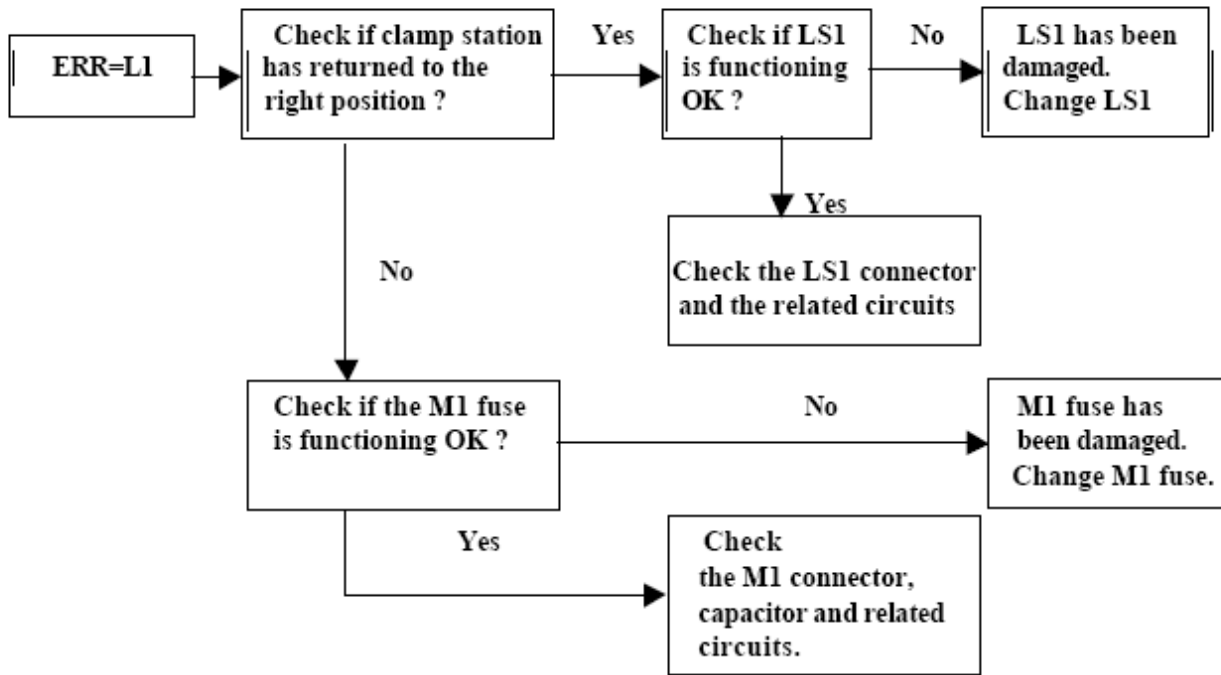 ERR=L1
Check if clamp station
has returned to the
right position ?
Yes
Check if LS1
is functioning
OK ?
No
LS1 has been
damaged.
Change LS1
Yes
Check the LS1 connector
and the related circuits
No
Check if the M1 fuse
is functioning OK ?
No
M1 fuse has
been damaged.
Change M1 fuse.
Yes
Check
the M1 connector,
capacitor and related
circuits.